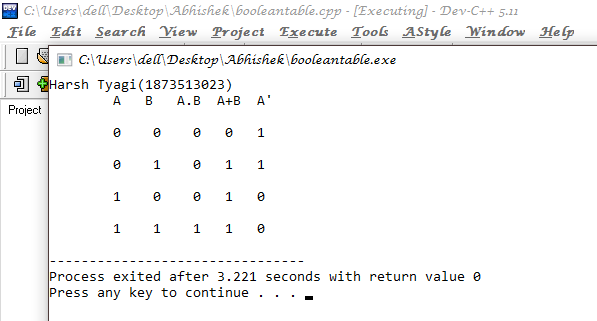 C:\Users\dell\Desktop\Abhishek\booleantable.cpp - [Executing] - Dev-C++ 5.11
File Edit Search View Project Execute Tools AStyle Window Help
C:\Users\dell\Desktop\Abhishek\booleantable.exe
Project
Harsh Tyagi(1873513023)
A B A.B A+B A'
0 0 0 0 1
0 1 0 1 1
1 0 0 1 0
1 1 1 1 0
--------------------------------
Process exited after 3.221 seconds with return value 0
Press any key to continue . . .